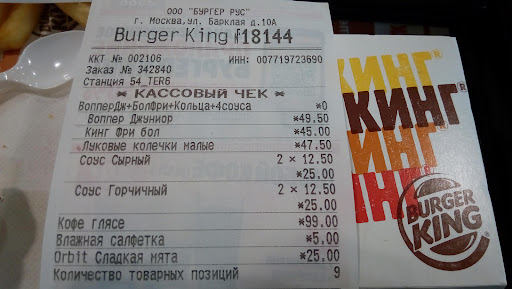 ООО "БУРГЕР РУС"
г. Москва,ул. Барклая д.10А
Burger King #18144
ККТ № 002106 ИНН: 007719723690
Заказ № 342840
Станция 54_TER6
* КАССОВЫЙ ЧЕК *
ВопперДж+БолФри+Кольца+4соуса *0
Воппер Джуниор *49.50
Кинг Фри бол *45.00
Луковые колечки малые *47.50
Соус Сырный 2 × 12.50
*25.00
Соус Горчичный 2 × 12.50
*25.00
Кофе глясе *99.00
Влажная салфетка *5.00
Orbit Сладкая мята *25.00
Количество товарных позиций 9
КИНГ®
КИНГ®
КИНГ®
КИНГ
BURGER
KING®